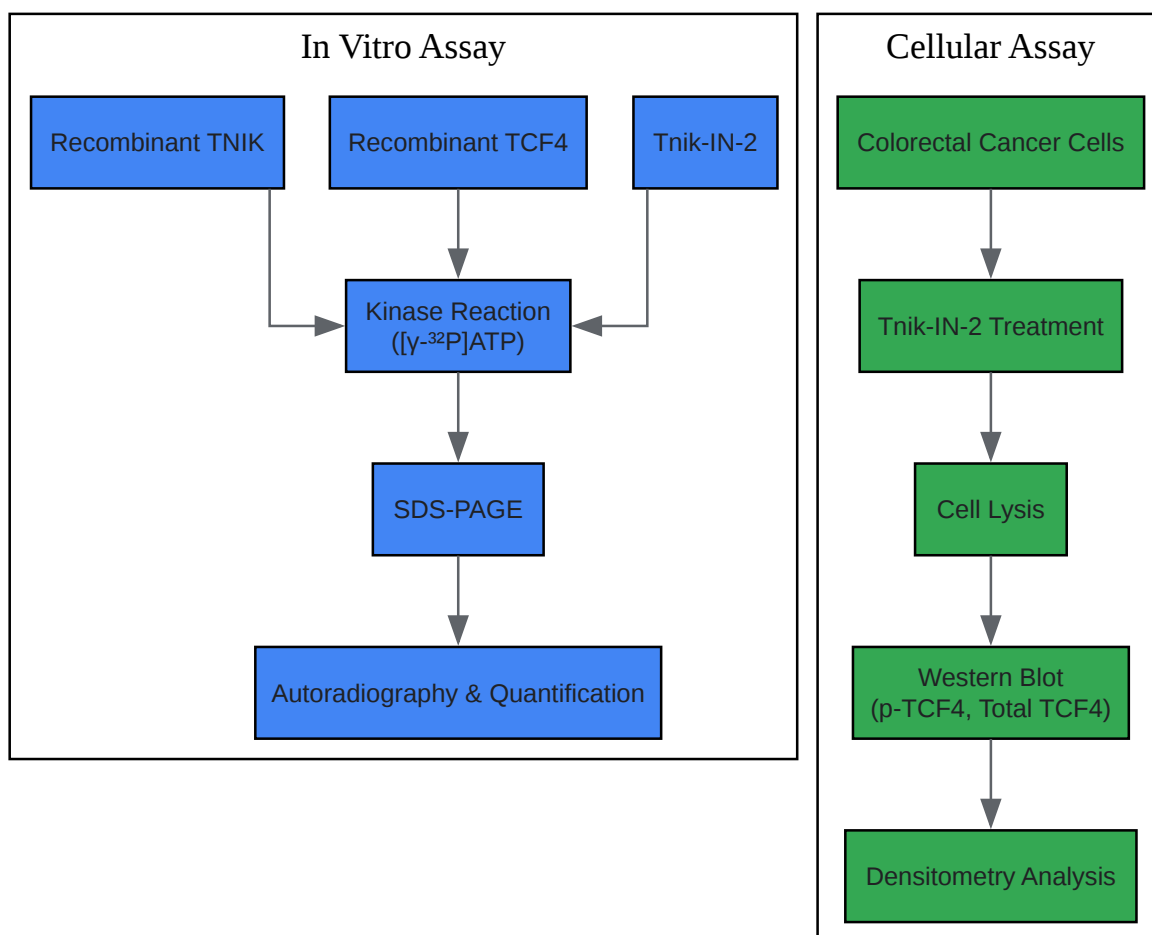 In Vitro Assay
Recombinant TNIK
Recombinant TCF4
Tnik-IN-2
Kinase Reaction
([γ-³²P]ATP)
SDS-PAGE
Autoradiography & Quantification
Cellular Assay
Colorectal Cancer Cells
Tnik-IN-2 Treatment
Cell Lysis
Western Blot
(p-TCF4, Total TCF4)
Densitometry Analysis